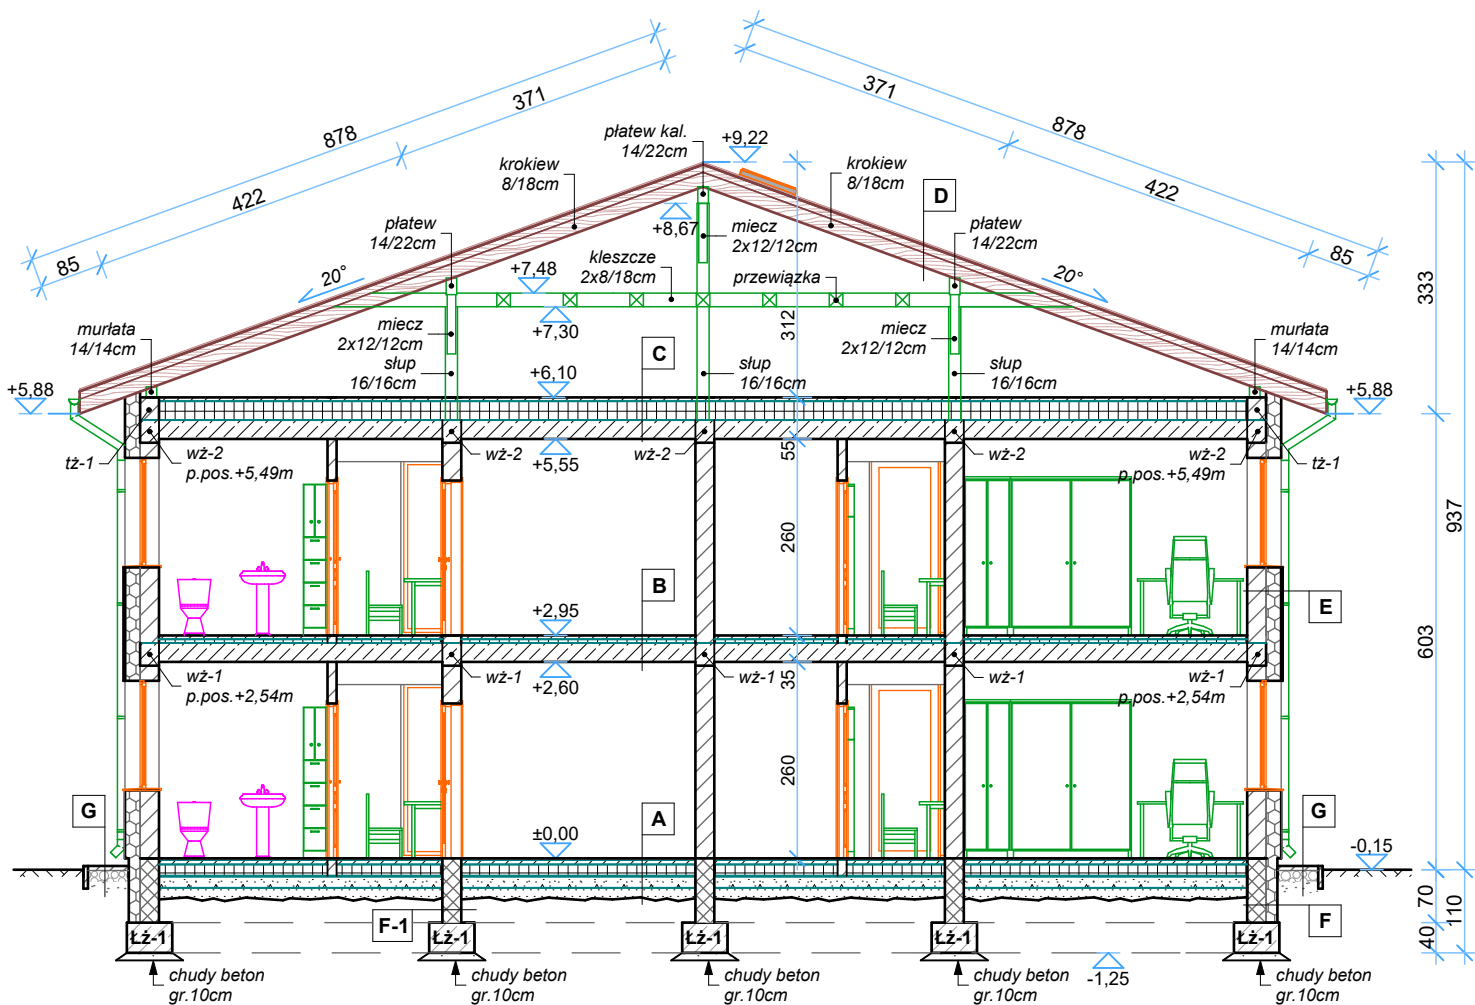 371
878
422
85
371
878
422
85
płatew kal.
14/22cm
+9,22
krokiew
8/18cm
krokiew
8/18cm
D
płatew
14/22cm
+8,67
miecz
2x12/12cm
płatew
14/22cm
20°
+7,48
kleszcze
2x8/18cm
przewiązka
20°
333
murłata
14/14cm
miecz
2x12/12cm
+7,30
312
miecz
2x12/12cm
murłata
14/14cm
C
słup
16/16cm
słup
16/16cm
słup
16/16cm
+5,88
+6,10
+5,88
tż-1
wż-2
p.pos.+5,49m
wż-2
+5,55
wż-2
55
wż-2
wż-2
p.pos.+5,49m
tż-1
937
260
B
E
+2,95
603
wż-1
p.pos.+2,54m
wż-1
+2,60
wż-1
35
wż-1
wż-1
p.pos.+2,54m
260
G
A
G
±0,00
-0,15
70
110
F-1
F
40
Łż-1
Łż-1
Łż-1
Łż-1
Łż-1
chudy beton
gr.10cm
chudy beton
gr.10cm
chudy beton
gr.10cm
chudy beton
gr.10cm
-1,25
chudy beton
gr.10cm